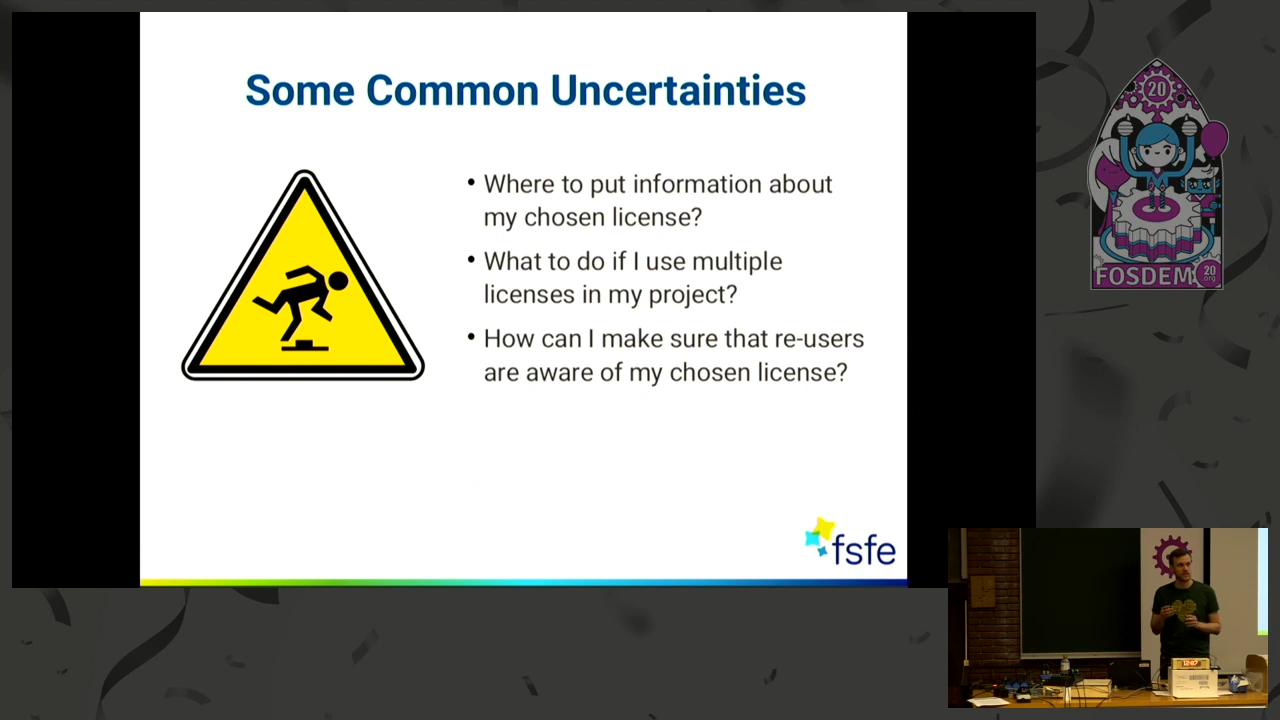 Some Common Uncertainties
• Where to put information about
my chosen license?
• What to do if I use multiple
licenses in my project?
• How can I make sure that re-users
are aware of my chosen license?
fsfe
20
FOSDEM
20
org